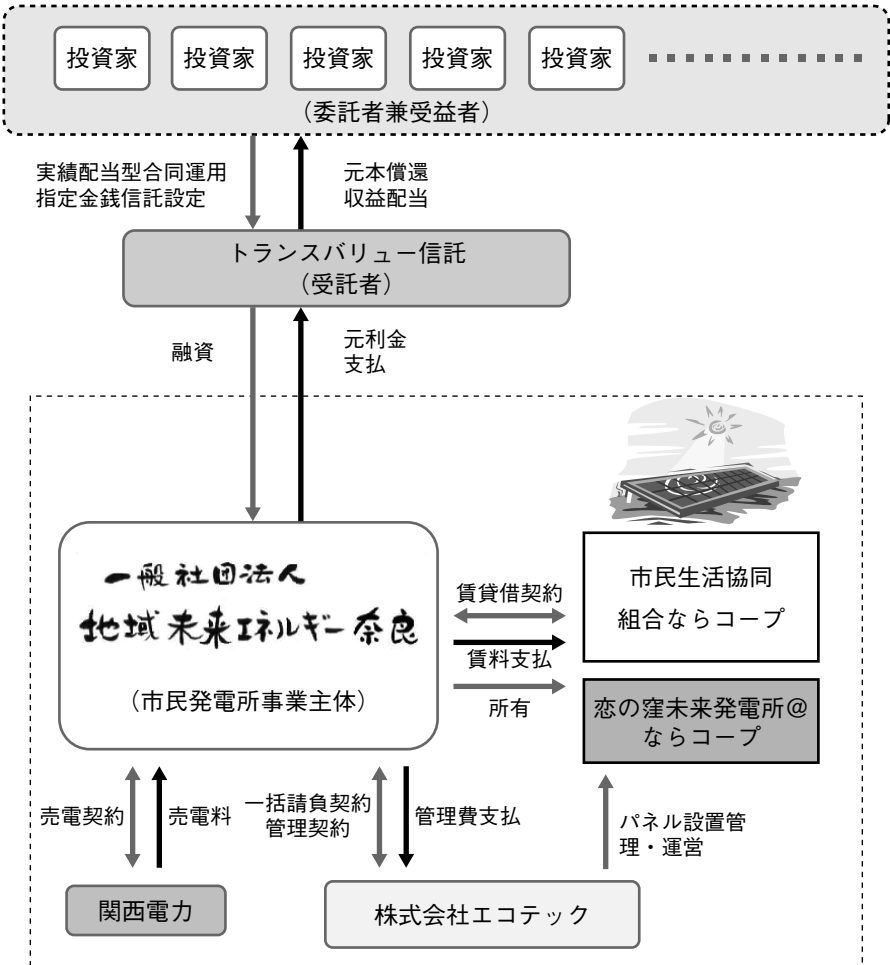 投資家 投資家 投資家 投資家 投資家
（委託者兼受益者）
実績配当型合同運用
指定金銭信託設定
元本償還
収益配当
トランスバリュー信託
（受託者）
融資
元利金
支払
一般社団法人
地域未来エネルギー奈良
（市民発電所事業主体）
賃貸借契約
賃料支払
所有
市民生活協同
組合ならコープ
恋の窪未来発電所@
ならコープ
売電契約
売電料
一括請負契約
管理契約
管理費支払
パネル設置管
理・運営
関西電力
株式会社エコテック